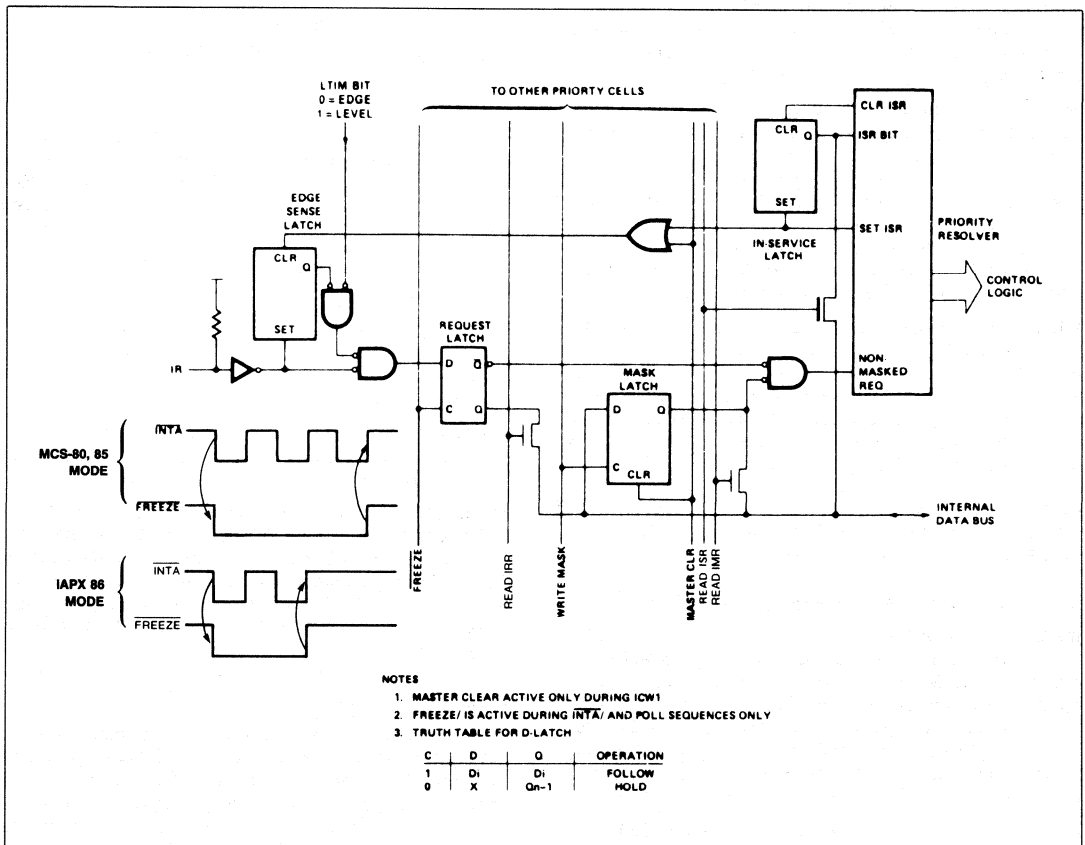 LTIM BIT
0 = EDGE
1 = LEVEL
TO OTHER PRIORTY CELLS
CLR ISR
CLR
Q
ISR BIT
SET
SET ISR
PRIORITY
RESOLVER
IN-SERVICE
LATCH
CONTROL
LOGIC
EDGE
SENSE
LATCH
CLR
Q
SET
IR
REQUEST
LATCH
D
Q
C
Q
MASK
LATCH
D
Q
C
CLR
NON-
MASKED
REQ
INTERNAL
DATA BUS
MCS-80, 85
MODE
INTA
FREEZE
IAPX 86
MODE
INTA
FREEZE
FREEZE
READ IRR
WRITE MASK
MASTER CLR
READ ISR
READ IMR
NOTES
1. MASTER CLEAR ACTIVE ONLY DURING ICW1
2. FREEZE/ IS ACTIVE DURING INTA/ AND POLL SEQUENCES ONLY
3. TRUTH TABLE FOR D-LATCH
C D Q OPERATION
1 Di Di FOLLOW
0 X Qn-1 HOLD